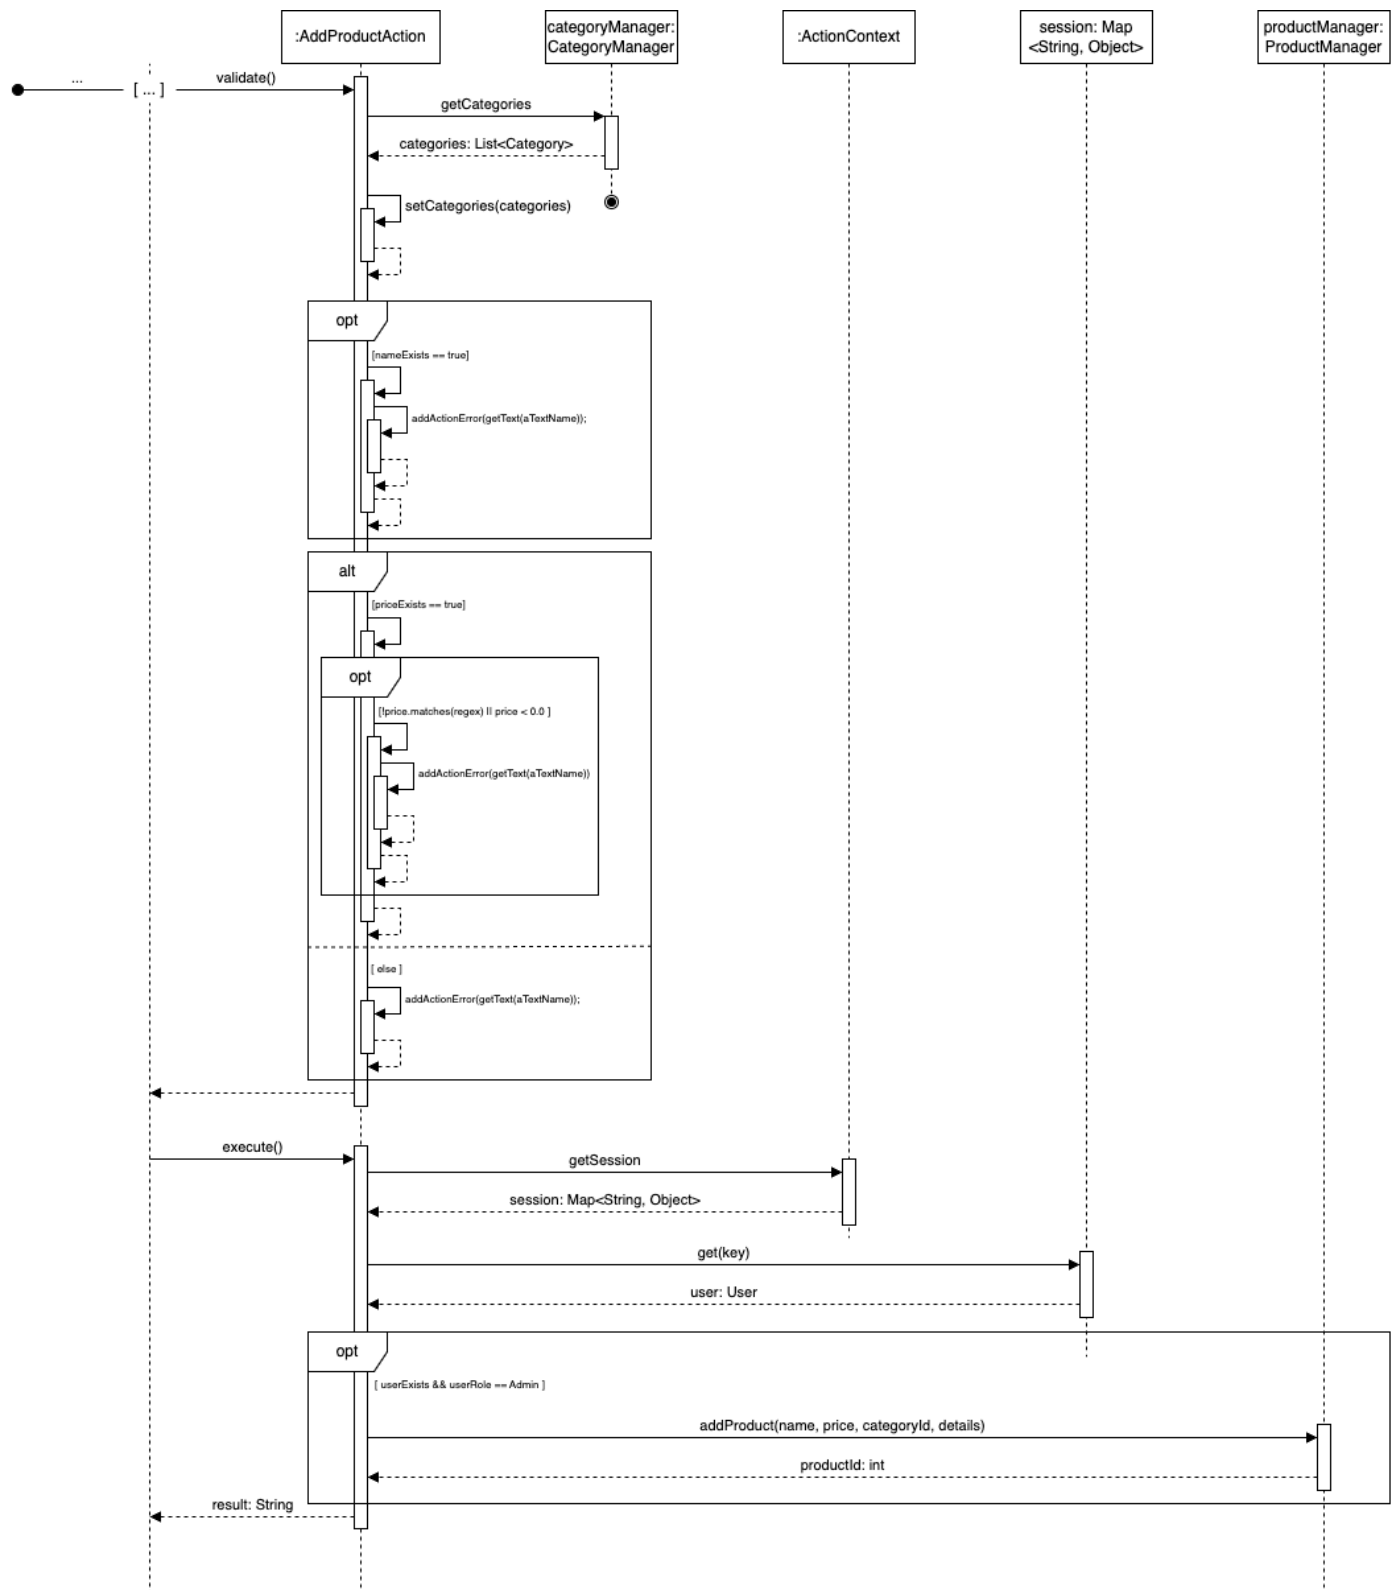 :AddProductAction
categoryManager:
CategoryManager
:ActionContext
session: Map
<String, Object>
productManager:
ProductManager
...
[ ... ]
validate()
getCategories
categories: List<Category>
setCategories(categories)
opt
[nameExists == true]
addActionError(getText(aTextName));
alt
[priceExists == true]
opt
[!price.matches(regex) || price < 0.0 ]
addActionError(getText(aTextName))
[ else ]
addActionError(getText(aTextName));
execute()
getSession
session: Map<String, Object>
get(key)
user: User
opt
[ userExists && userRole == Admin ]
addProduct(name, price, categoryId, details)
productId: int
result: String